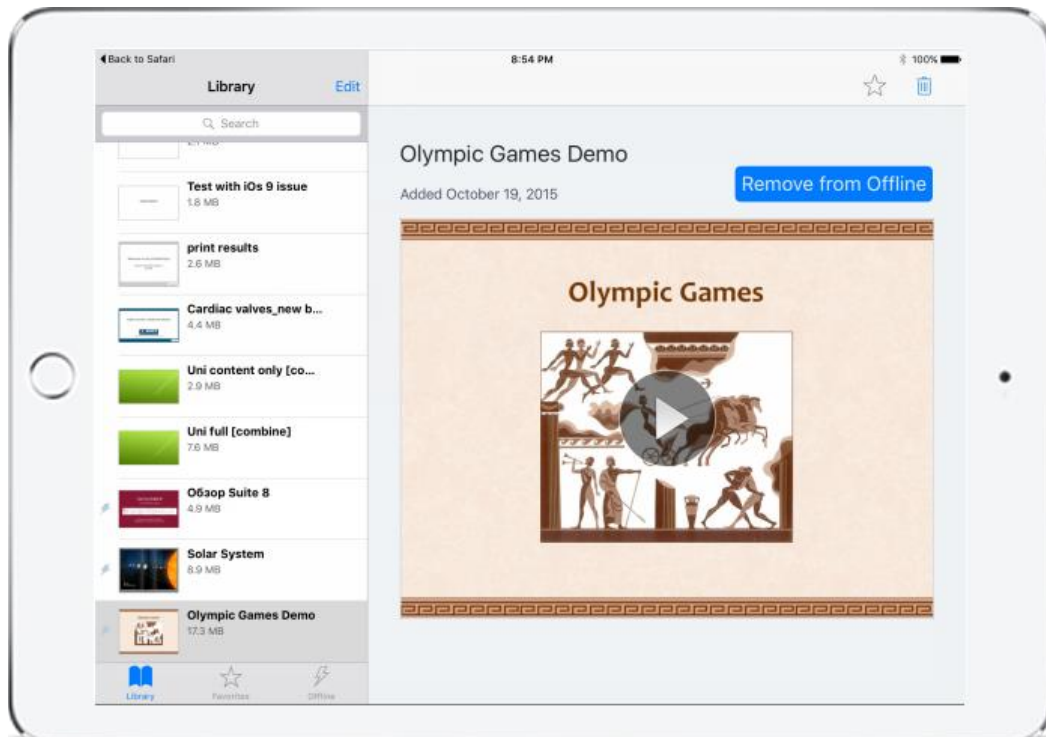 Back to Safari
8:54 PM
100%
Library
Edit
Search
Test with iOs 9 issue
1.8 MB
print results
2.6 MB
Cardiac valves_new b...
4.4 MB
Uni content only [co...
2.9 MB
Uni full [combine]
7.6 MB
Обзор Suite 8
4.9 MB
Solar System
8.9 MB
Olympic Games Demo
17.3 MB
Library
Favorites
Offline
Olympic Games Demo
Added October 19, 2015
Remove from Offline
Olympic Games